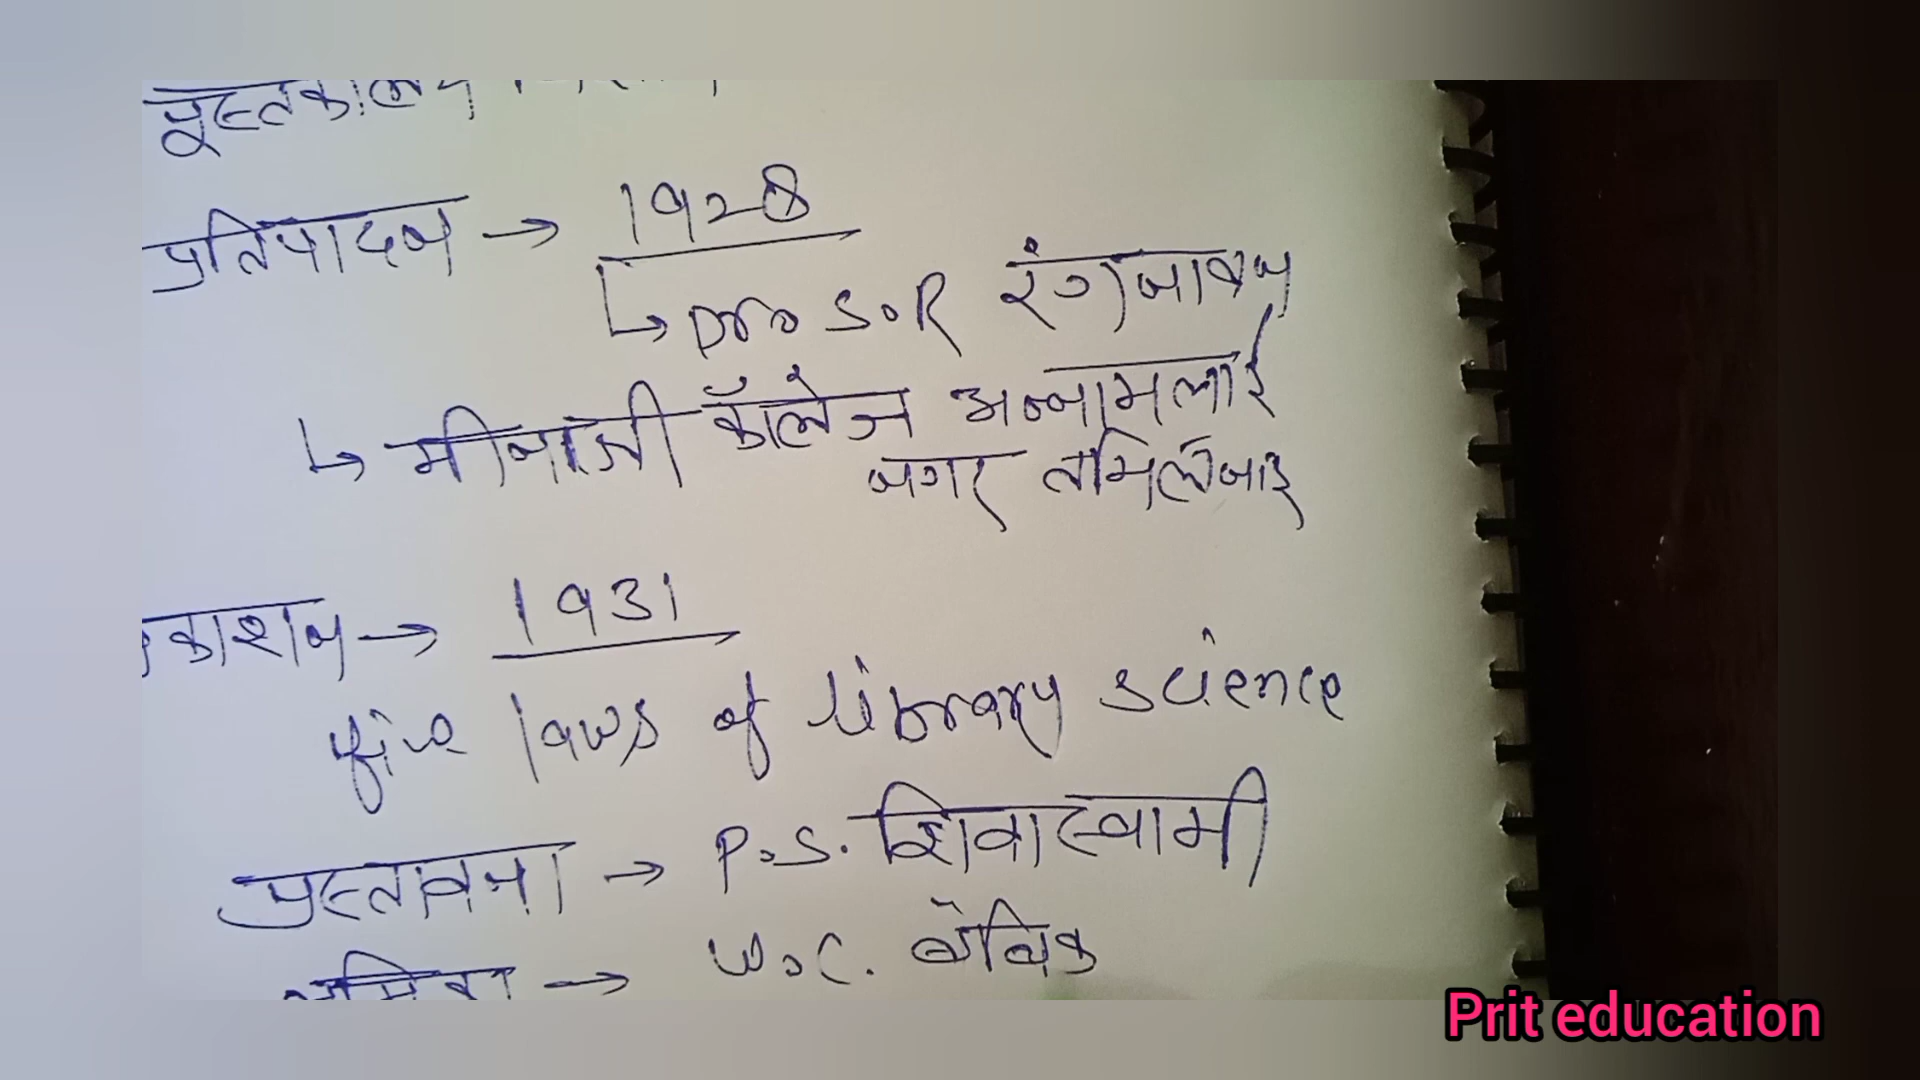 पुस्तकालय
प्रतिपादन → 1928
↳ Dr. S.R रंगनाथन
↳ मीनाक्षी कॉलेज अन्नामलाई
नगर तमिलनाडु
प्रकाशन → 1931
five laws of library science
प्रस्तावना → P.S. शिवास्वामी
भूमिका → W.C. बेर्विक
Prit education